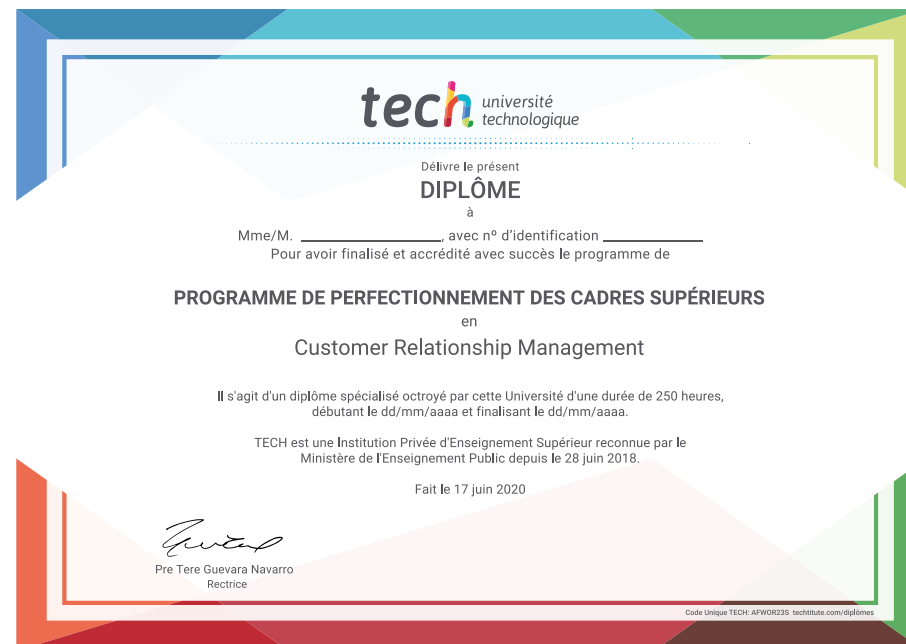 tech université
technologique
Délivre le présent
DIPLÔME
à
Mme/M. ____________________, avec nº d'identification ______________
Pour avoir finalisé et accrédité avec succès le programme de
PROGRAMME DE PERFECTIONNEMENT DES CADRES SUPÉRIEURS
en
Customer Relationship Management
Il s'agit d'un diplôme spécialisé octroyé par cette Université d'une durée de 250 heures,
débutant le dd/mm/aaaa et finalisant le dd/mm/aaaa.
TECH est une Institution Privée d'Enseignement Supérieur reconnue par le
Ministère de l'Enseignement Public depuis le 28 juin 2018.
Fait le 17 juin 2020
Pre Tere Guevara Navarro
Rectrice
Code Unique TECH: AFWOR23S techtitute.com/diplômes